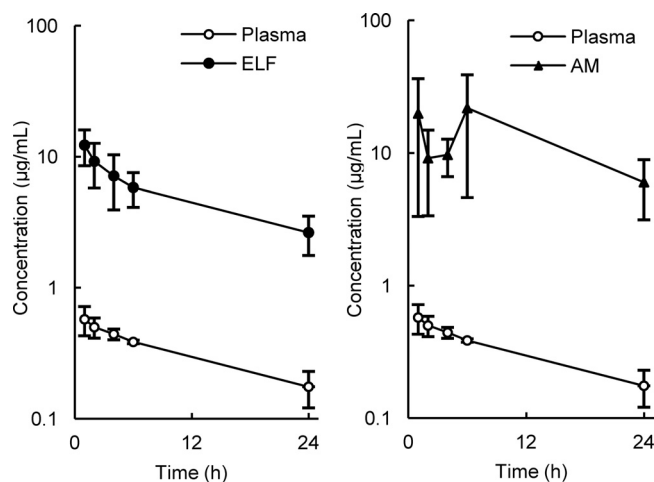 100
10
1
0.1
Concentration (µg/mL)
Plasma
ELF
0
12
24
Time (h)
100
10
1
0.1
Concentration (µg/mL)
Plasma
AM
0
12
24
Time (h)